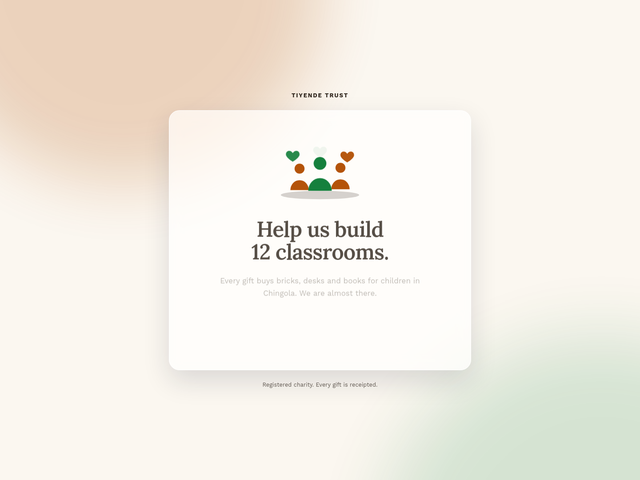 TIYENDE TRUST
Help us build
12 classrooms.
Every gift buys bricks, desks and books for children in
Chingola. We are almost there.
Registered charity. Every gift is receipted.